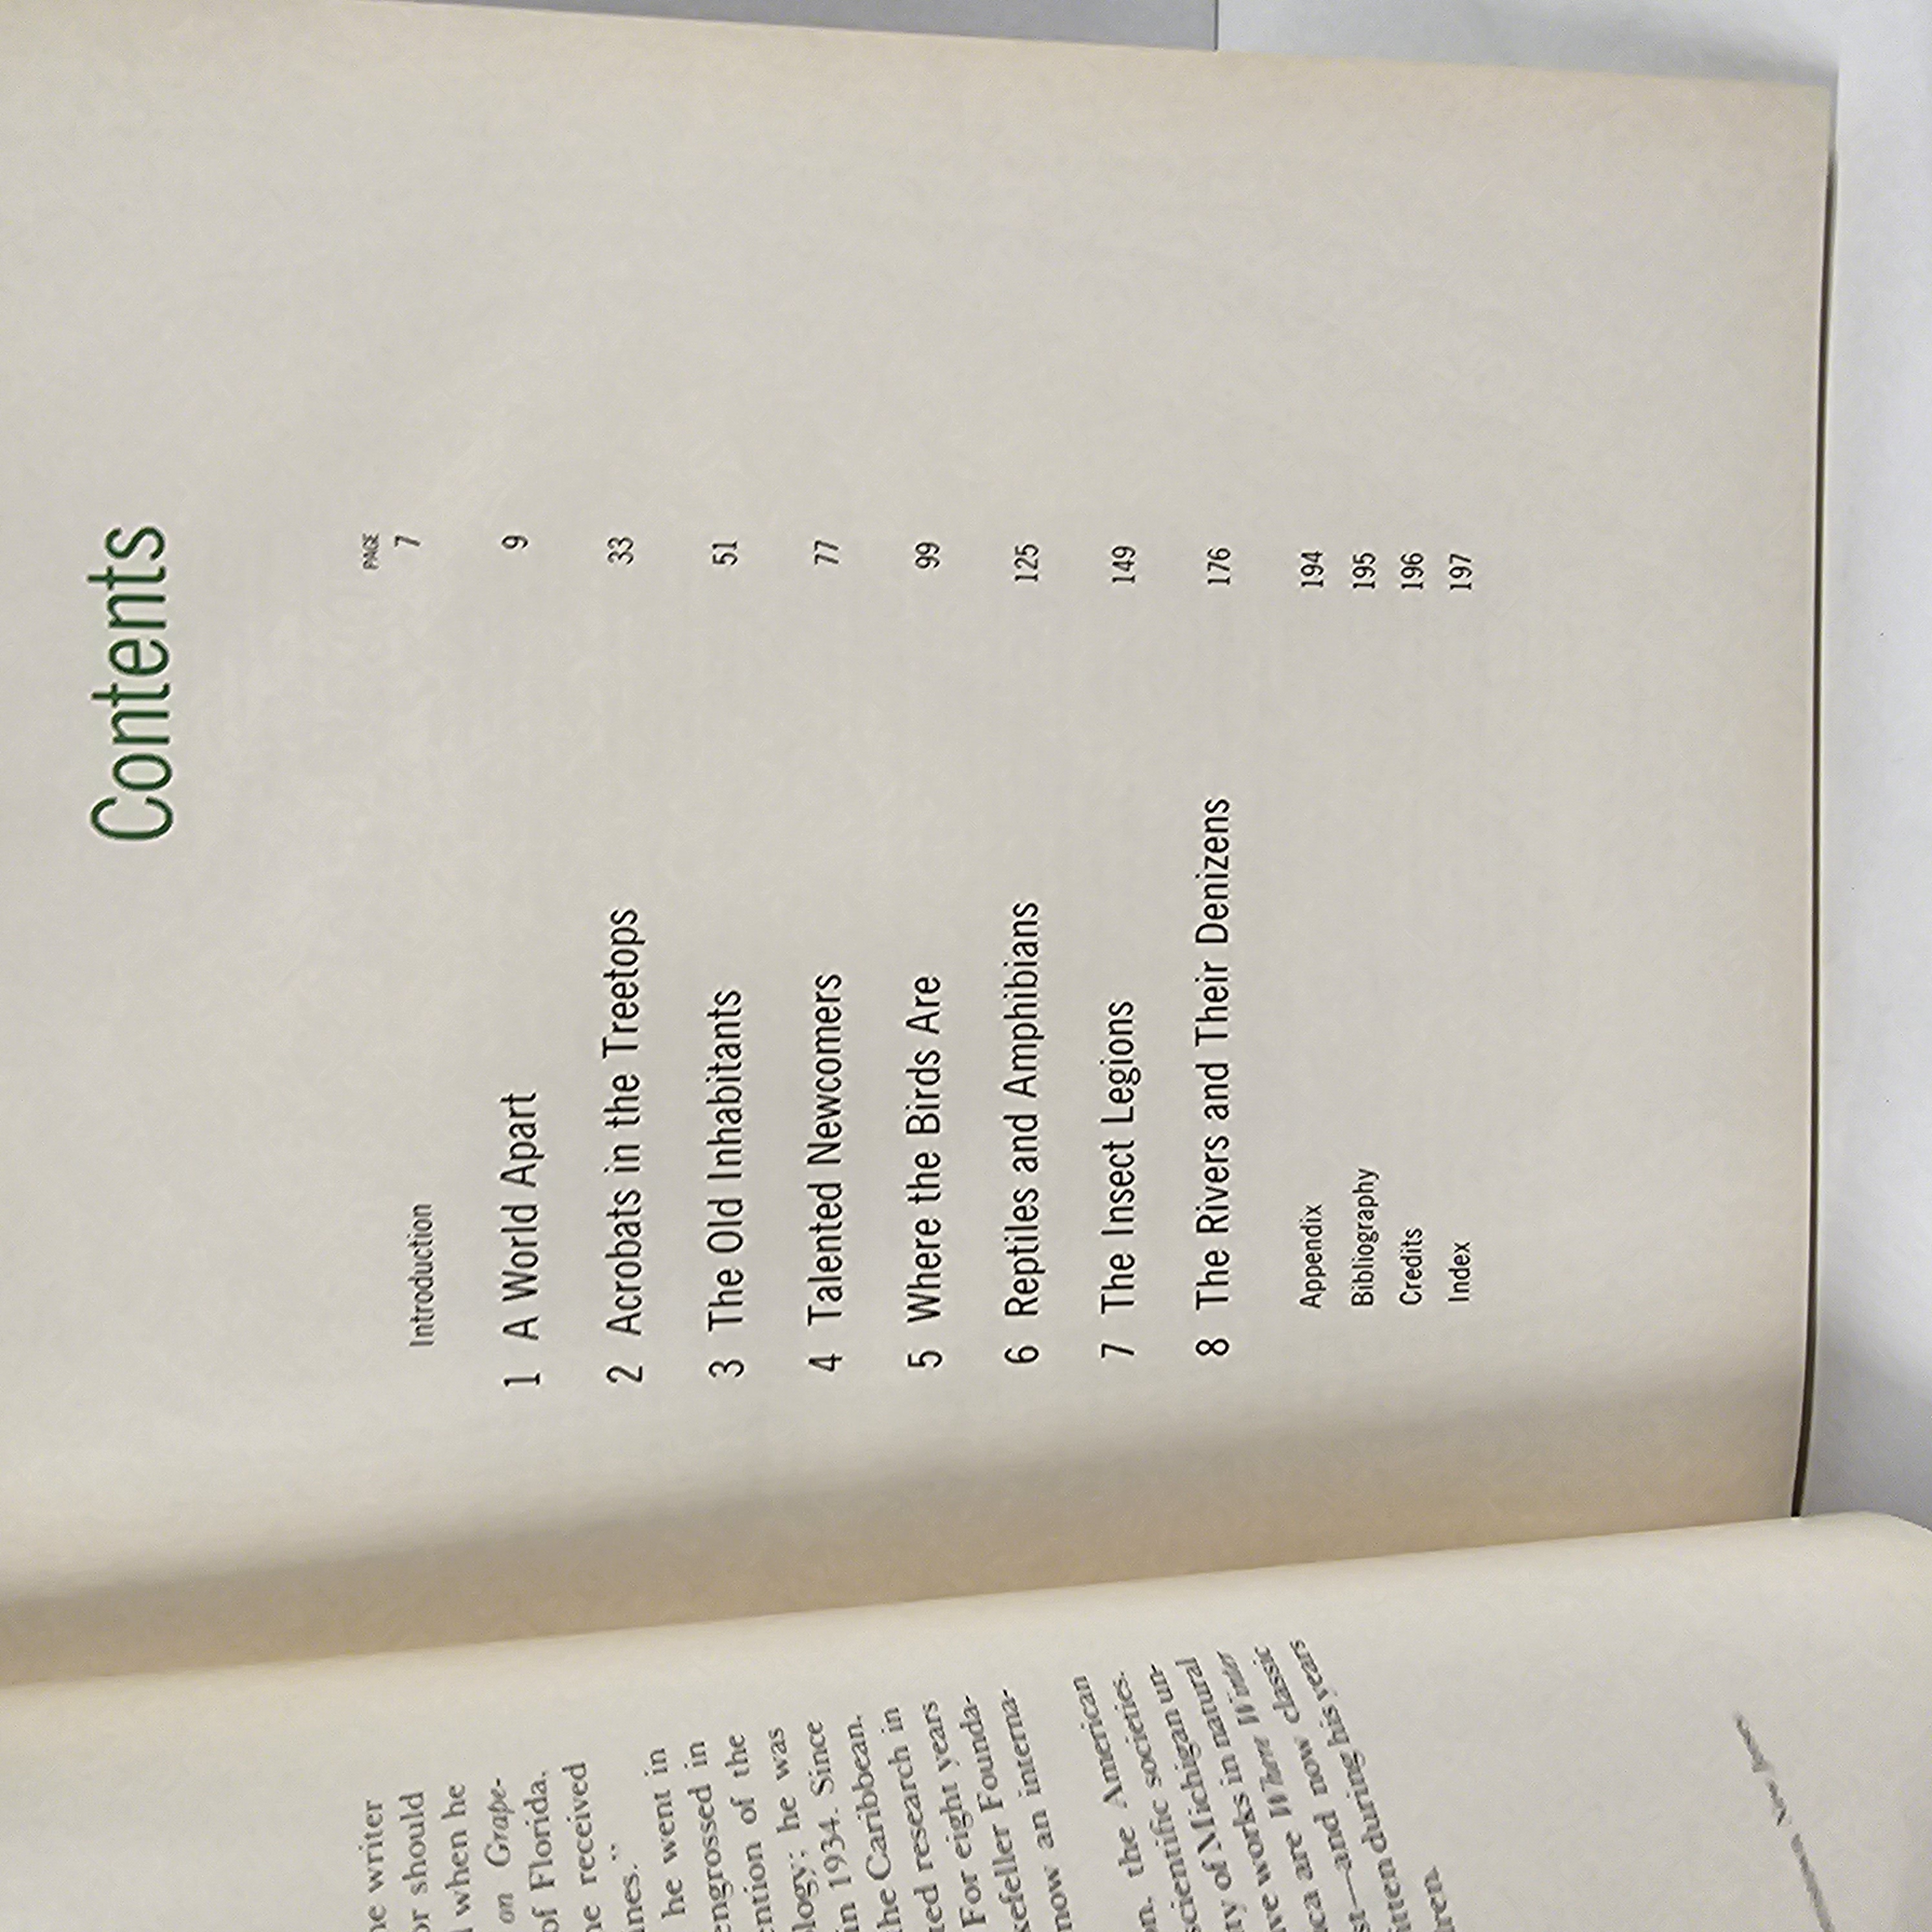 he writer
or should
when he
on Grape-
of Florida,
he received
ines."
he went in
engrossed in
ention of the
ology; he was
in 1934. Since
the Caribbean,
ted research in
For eight years
kefeller Founda-
now an interna-
on, the American
scientific societies.
ty of Michigan un-
ve works in natural
ica are Where Winter
st—and now classic
itten during his years
dren.
New Jersey
Contents
PAGE
Introduction 7
1 A World Apart 9
2 Acrobats in the Treetops 33
3 The Old Inhabitants 51
4 Talented Newcomers 77
5 Where the Birds Are 99
6 Reptiles and Amphibians 125
7 The Insect Legions 149
8 The Rivers and Their Denizens 176
Appendix 194
Bibliography 195
Credits 196
Index 197